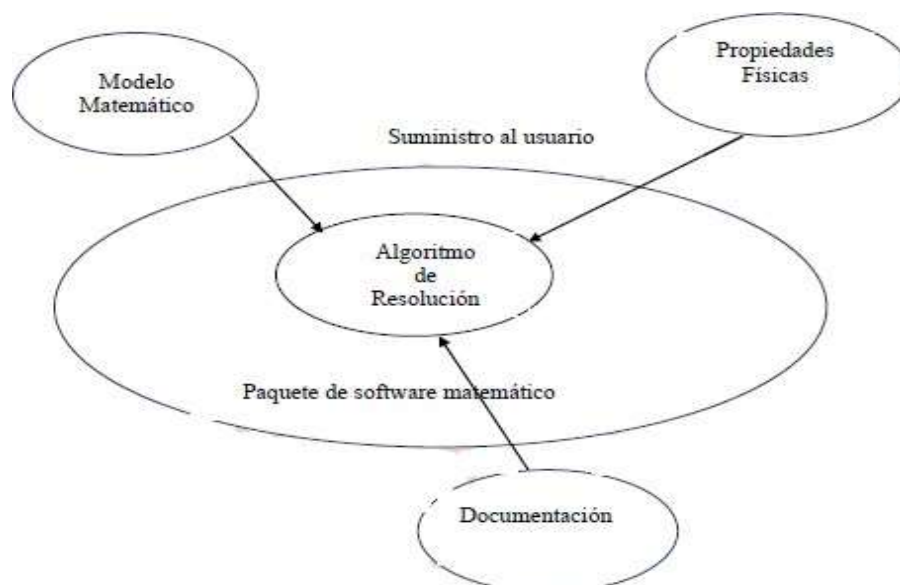 Modelo
Matemático
Propiedades
Físicas
Suministro al usuario
Algoritmo
de
Resolución
Paquete de software matemático
Documentación